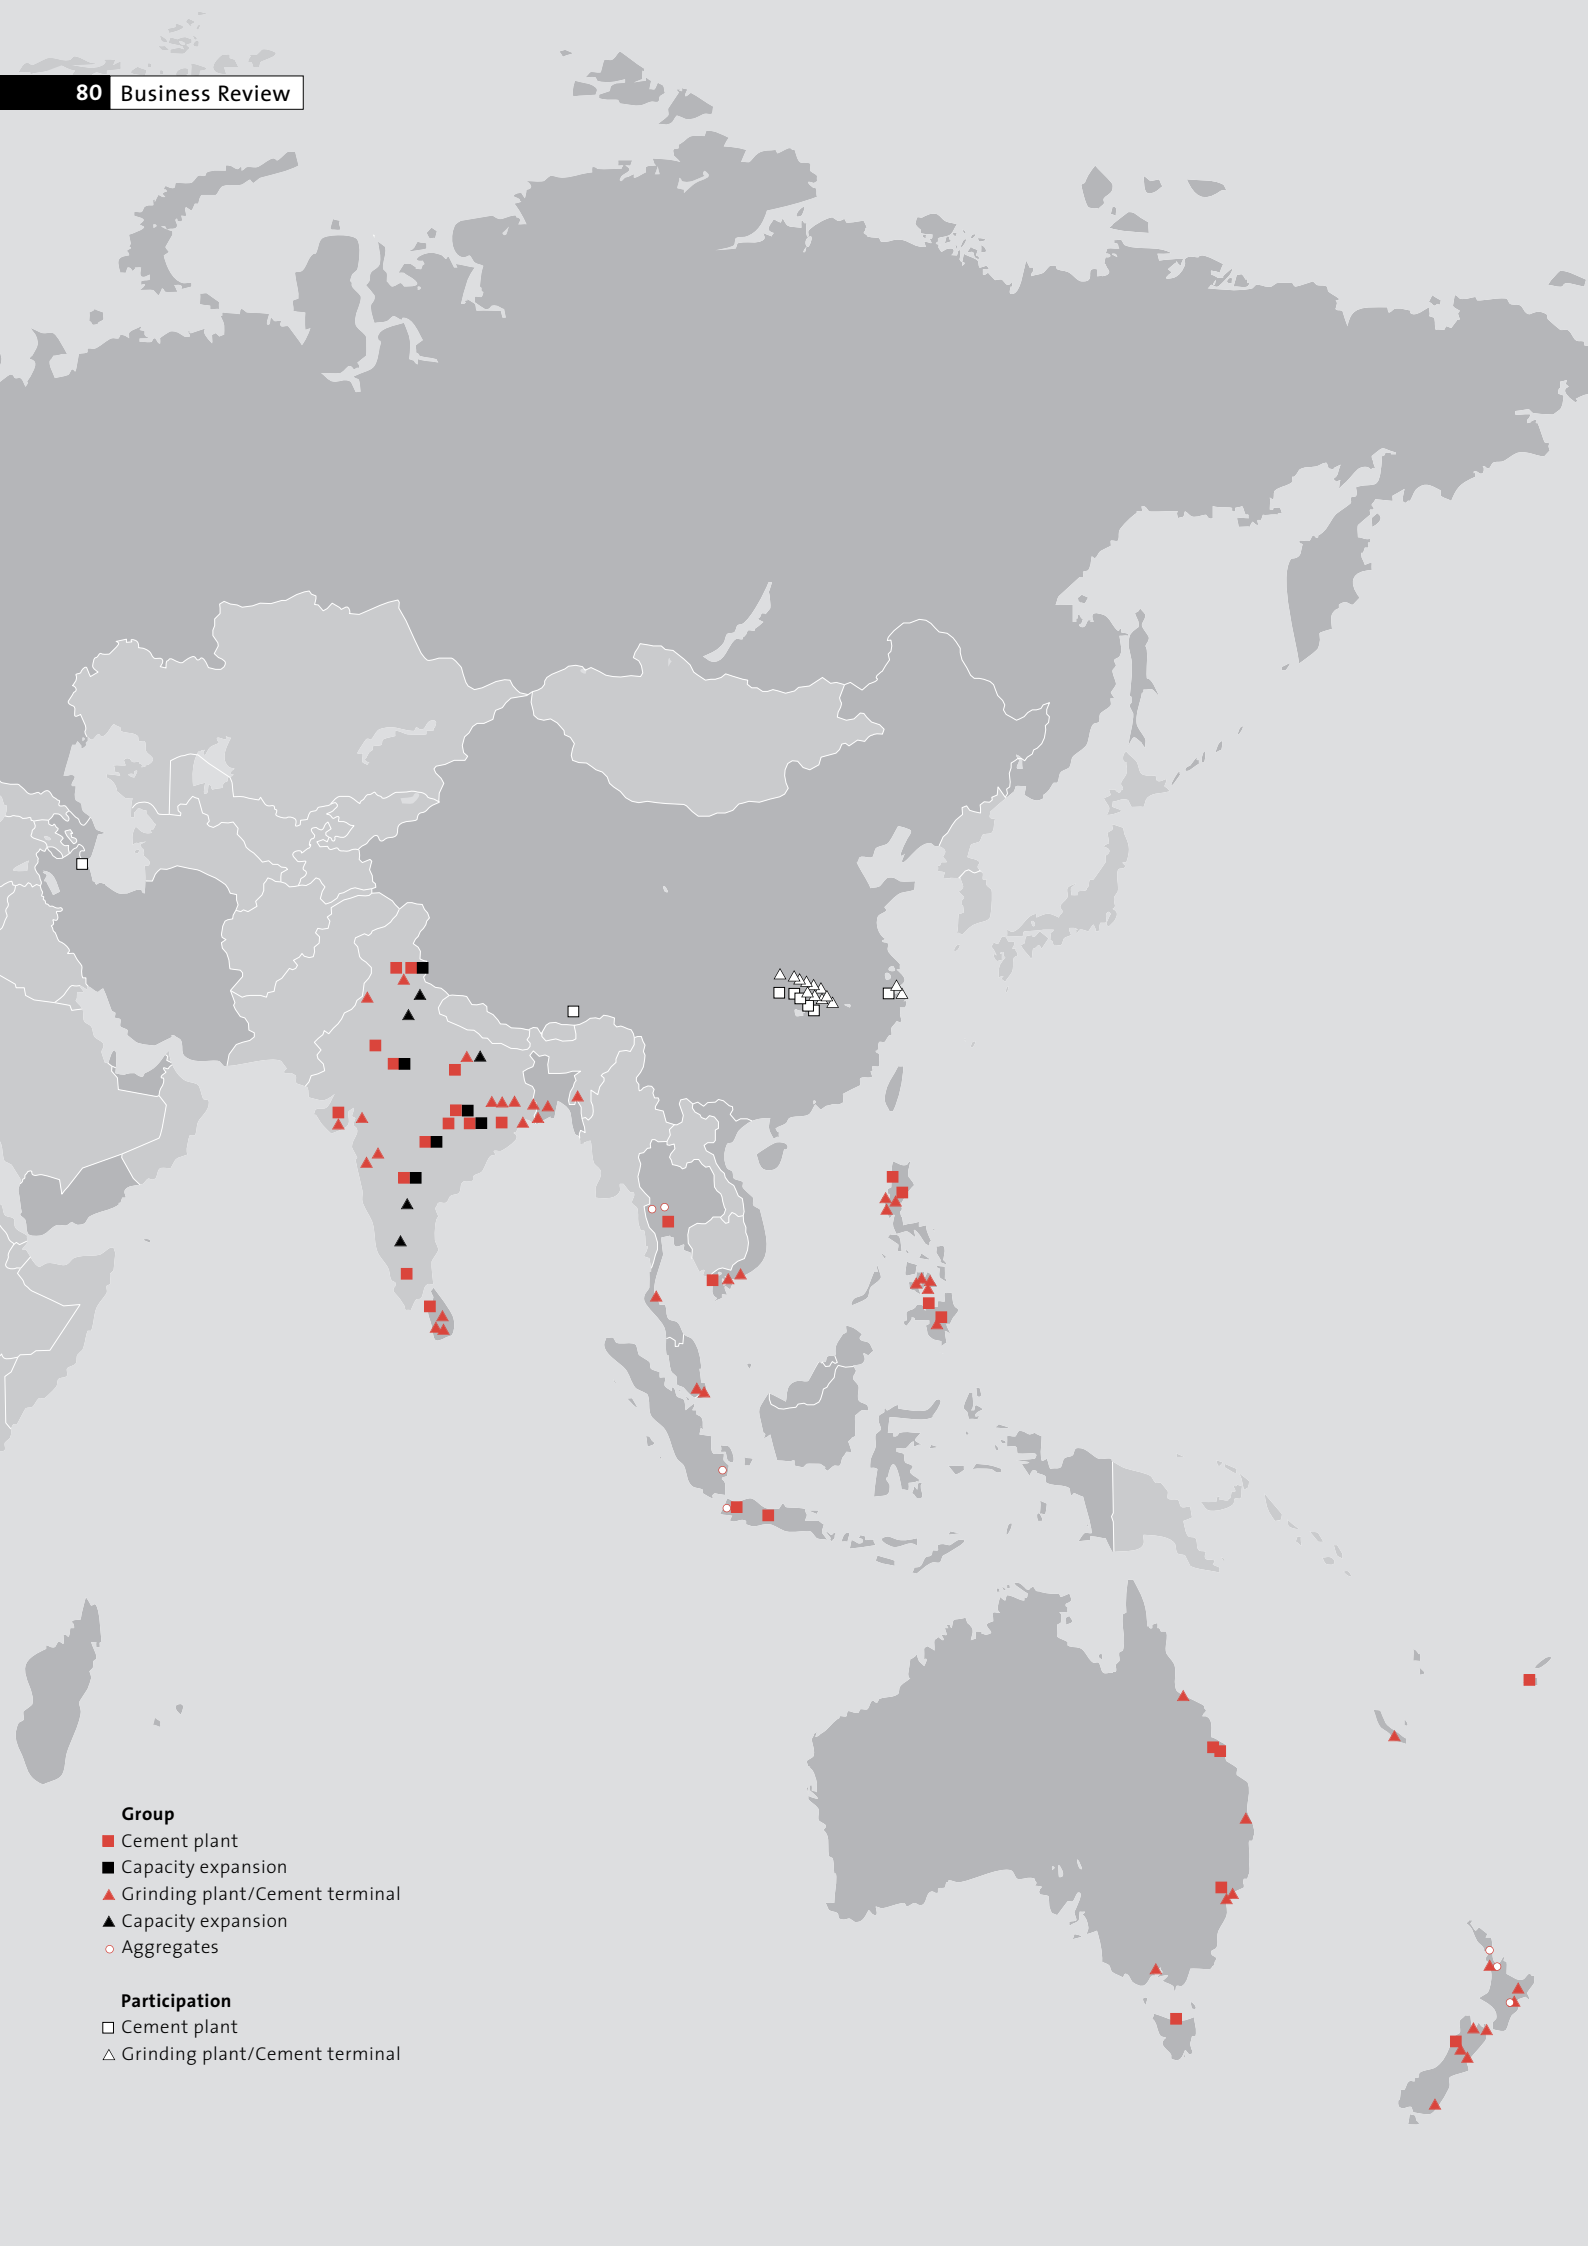 80 Business Review
Group
Cement plant
Capacity expansion
Grinding plant/Cement terminal
Capacity expansion
Aggregates
Participation
Cement plant
Grinding plant/Cement terminal